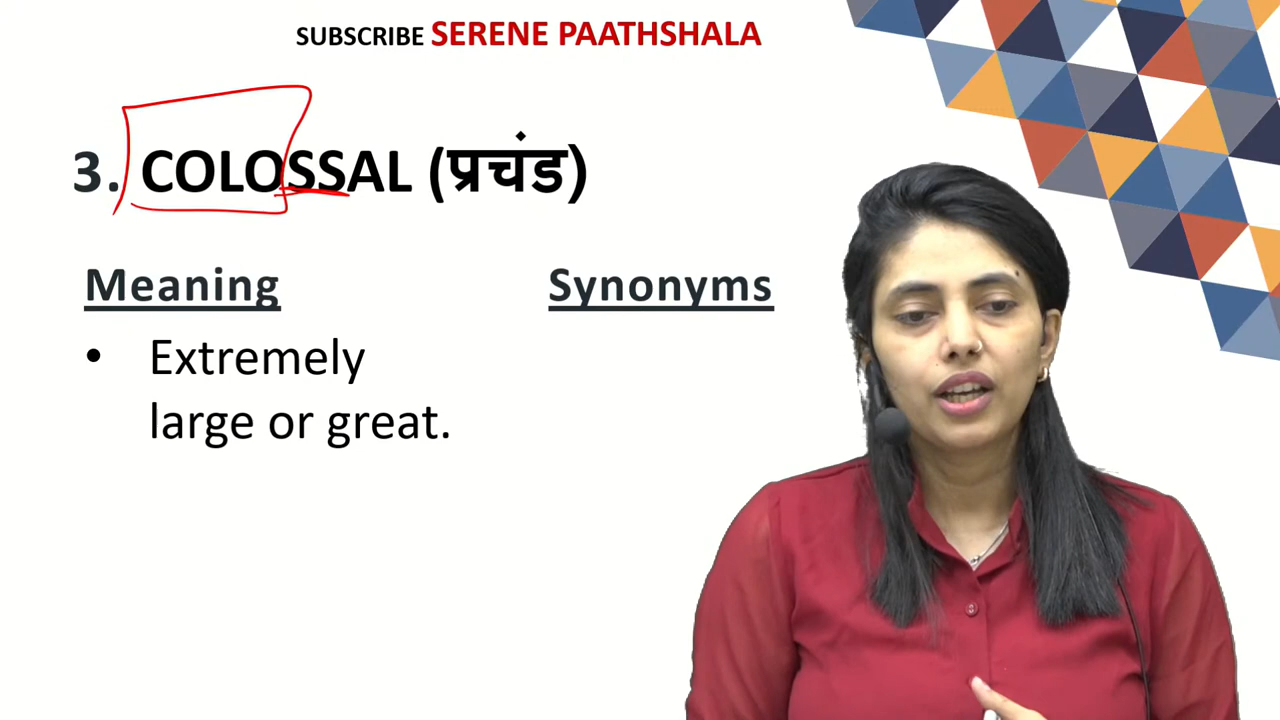 SUBSCRIBE SERENE PAATHSHALA
3. COLOSSAL (प्रचंड)
Meaning
Synonyms
• Extremely
large or great.